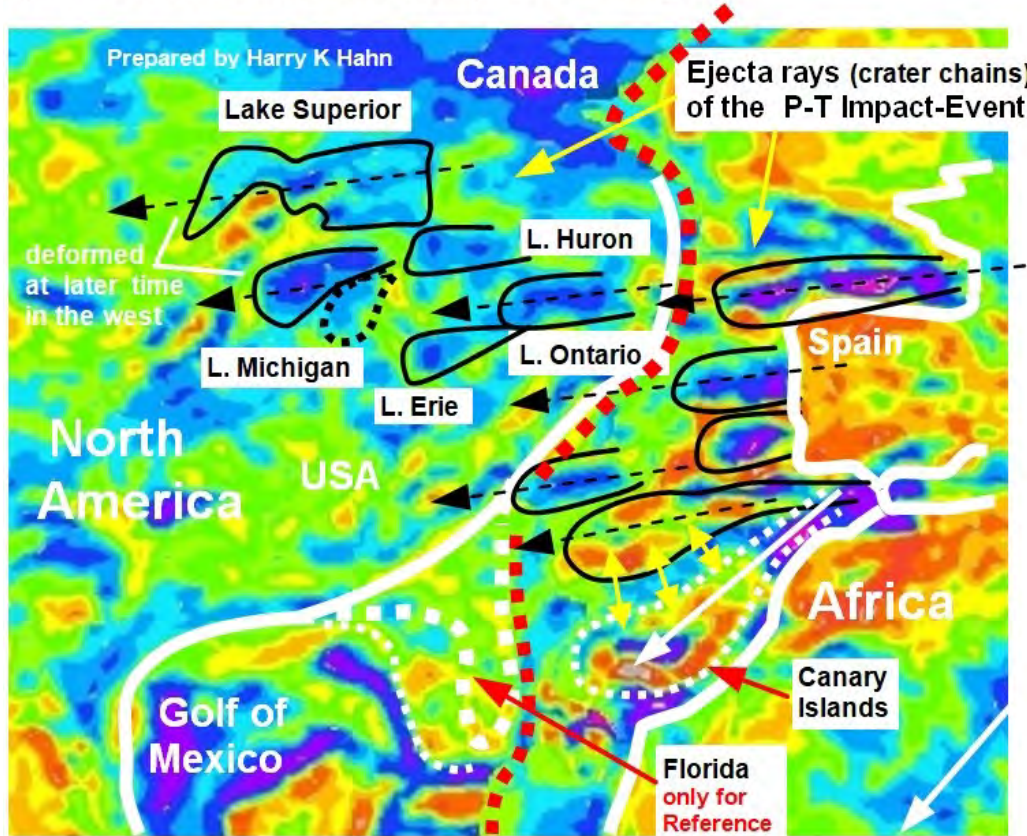 Prepared by Harry K Hahn
Canada
Ejecta rays (crater chains)
of the P-T Impact-Event
Lake Superior
L. Huron
deformed
at later time
in the west
Spain
L. Michigan
L. Ontario
L. Erie
North
America
USA
Africa
Canary
Islands
Golf of
Mexico
Florida
only for
Reference